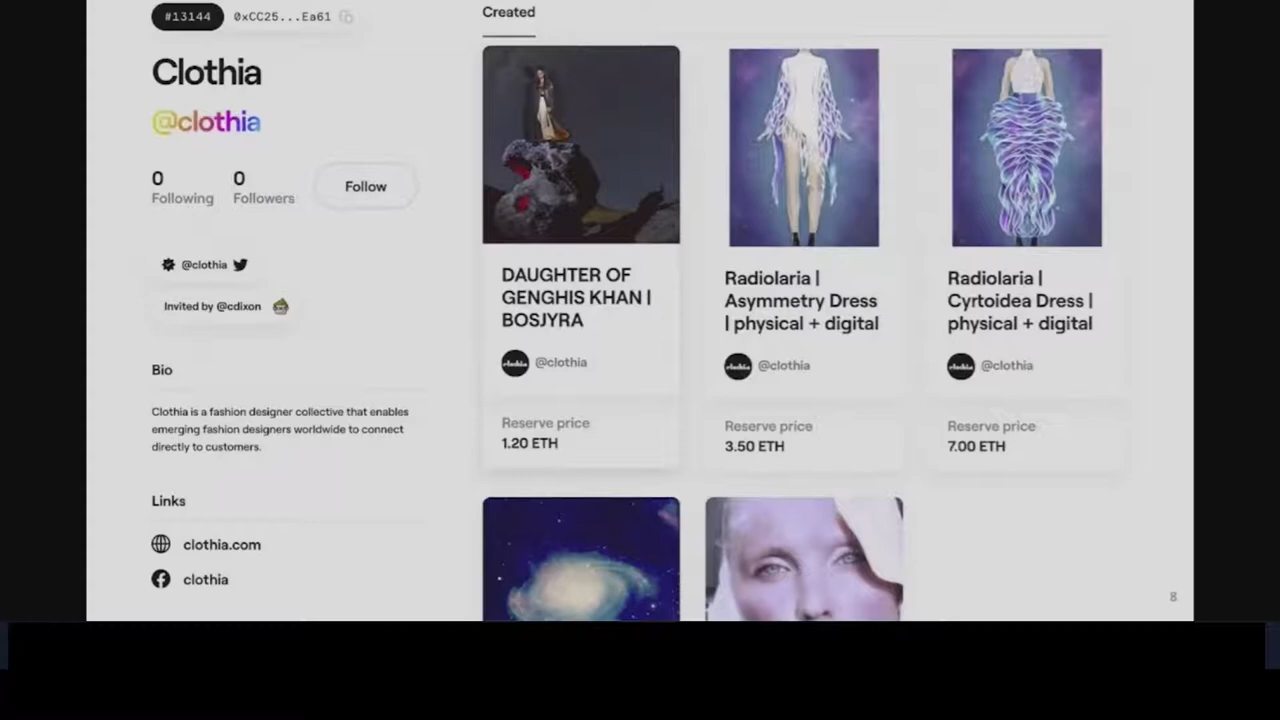 #13144 0xCC25...Ea61
Clothia
@clothia
0 0
Following Followers
Follow
@clothia
Invited by @cdixon
Bio
Clothia is a fashion designer collective that enables
emerging fashion designers worldwide to connect
directly to customers.
Links
clothia.com
clothia
Created
DAUGHTER OF
GENGHIS KHAN |
BOSJYRA
@clothia
Reserve price
1.20 ETH
Radiolaria |
Asymmetry Dress
| physical + digital
@clothia
Reserve price
3.50 ETH
Radiolaria |
Cyrtoidea Dress |
physical + digital
@clothia
Reserve price
7.00 ETH
8